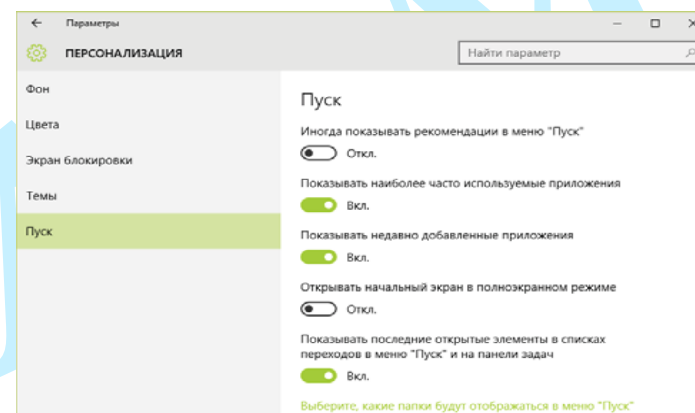 Параметры
ПЕРСОНАЛИЗАЦИЯ
Найти параметр
Фон
Цвета
Экран блокировки
Темы
Пуск
Пуск
Иногда показывать рекомендации в меню "Пуск"
Откл.
Показывать наиболее часто используемые приложения
Вкл.
Показывать недавно добавленные приложения
Вкл.
Открывать начальный экран в полноэкранном режиме
Откл.
Показывать последние открытые элементы в списках
переходов в меню "Пуск" и на панели задач
Вкл.
Выберите, какие папки будут отображаться в меню "Пуск"